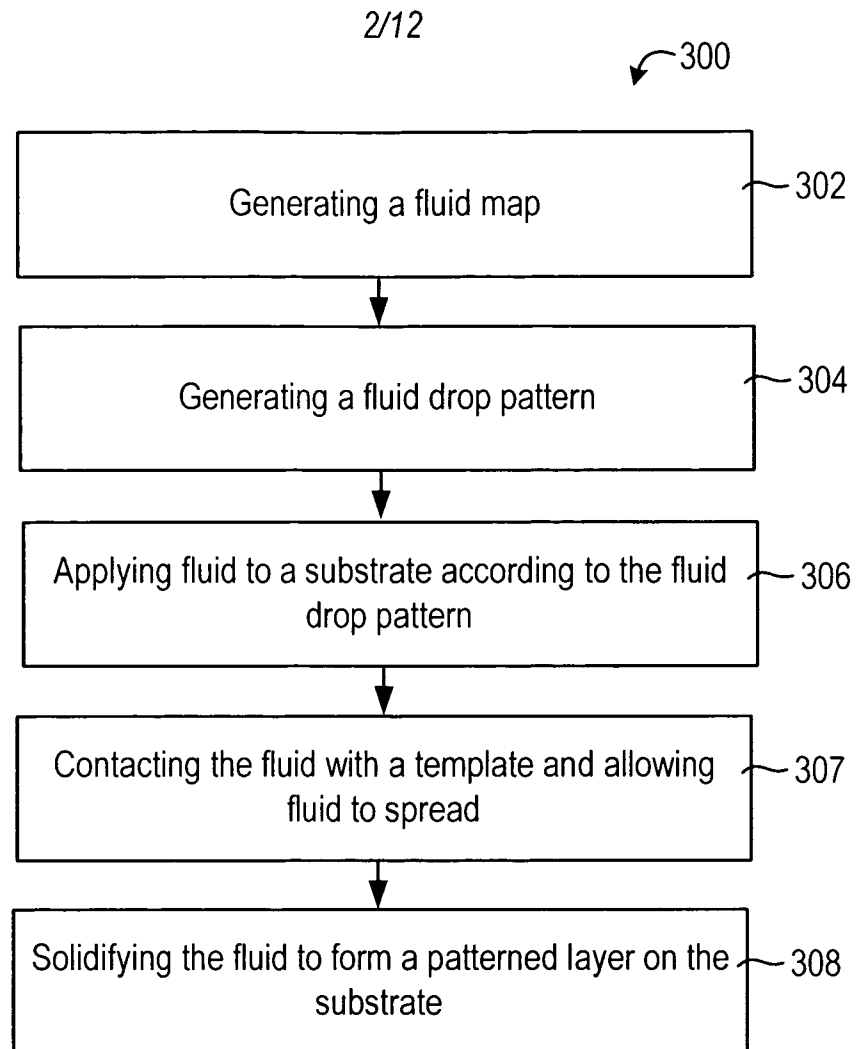 2/12
300
Generating a fluid map
302
Generating a fluid drop pattern
304
Applying fluid to a substrate according to the fluid
drop pattern
306
Contacting the fluid with a template and allowing
fluid to spread
307
Solidifying the fluid to form a patterned layer on the
substrate
308